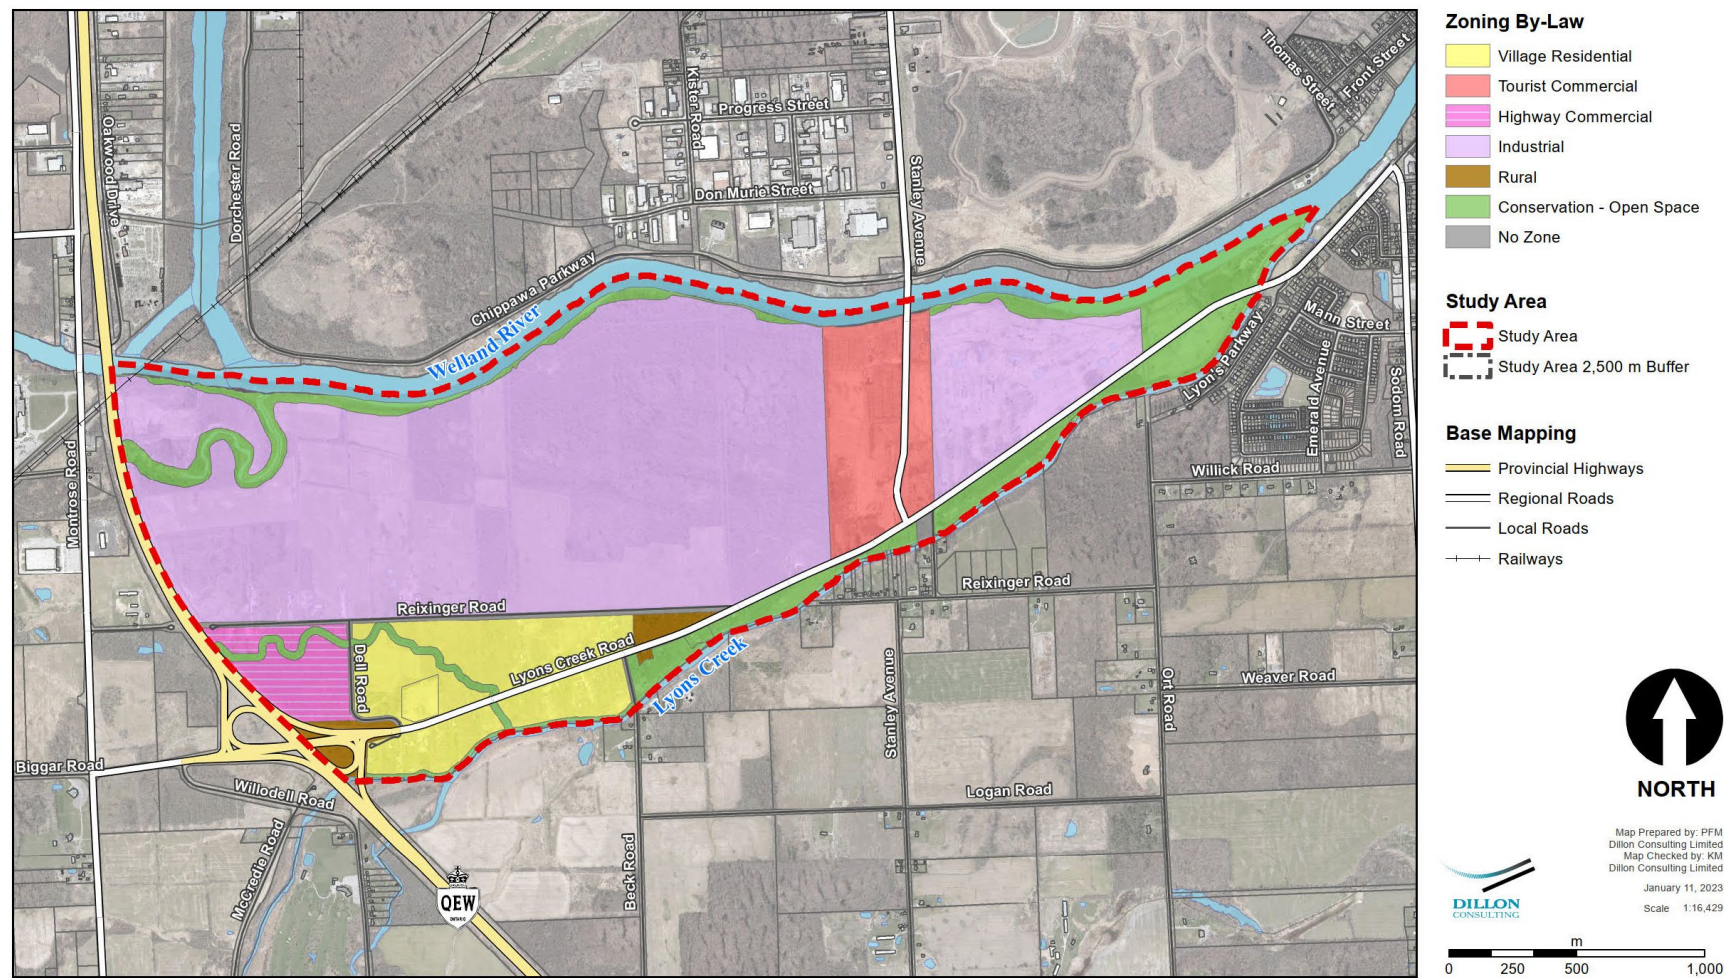 Oakwood Drive
Dorchester Road
Kister Road
Progress Street
Don Murie Street
Stanley Avenue
Thomas Street
Front Street
Chippawa Parkway
Welland River
Mann Street
Lyon's Parkway
Emerald Avenue
Sodom Road
Montrose Road
Willick Road
Reixinger Road
Reixinger Road
Dell Road
Lyons Creek Road
Lyons Creek
Stanley Avenue
Ort Road
Weaver Road
Biggar Road
Willodell Road
Logan Road
McCredie Road
Beck Road
QEW
ONTARIO
Zoning By-Law
Village Residential
Tourist Commercial
Highway Commercial
Industrial
Rural
Conservation - Open Space
No Zone
Study Area
Study Area
Study Area 2,500 m Buffer
Base Mapping
Provincial Highways
Regional Roads
Local Roads
Railways
NORTH
Map Prepared by: PFM
Dillon Consulting Limited
Map Checked by: KM
Dillon Consulting Limited
January 11, 2023
Scale 1:16,429
DILLON
CONSULTING
m
0 250 500 1,000